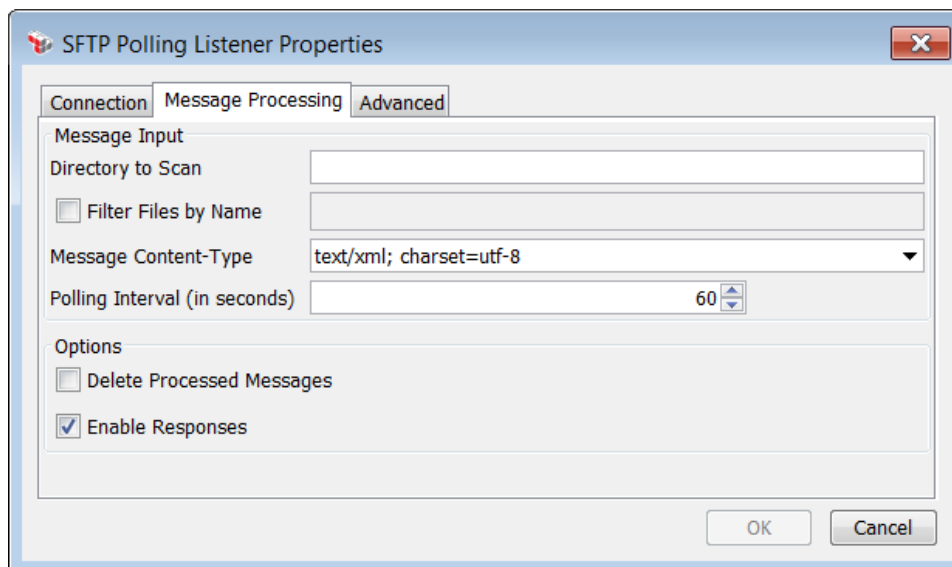 SFTP Polling Listener Properties
Connection Message Processing Advanced
Message Input
Directory to Scan
Filter Files by Name
Message Content-Type text/xml; charset=utf-8
Polling Interval (in seconds) 60
Options
Delete Processed Messages
Enable Responses
OK Cancel